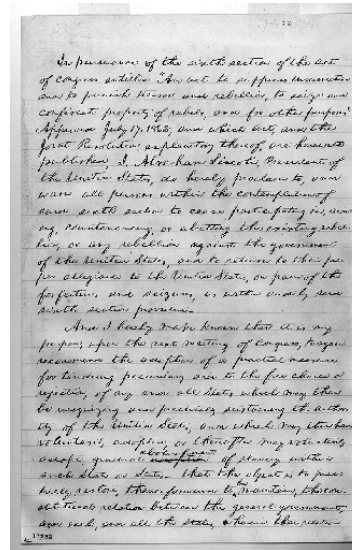 In pursuance of the sixth section of the act
of congress entitled "An act to suppress insurrection
and to punish treason and rebellion, to seize and
confiscate property of rebels, and for other purposes"
Approved July 17, 1862, and which act, and the
Joint Resolution explanatory thereof, are herewith
published, I, Abraham Lincoln, President of
the United States, do hereby proclaim to, and
warn all persons within the contemplation of
said sixth section to cease participating in, aid-
ing, countenancing, or abetting the existing rebel-
lion, or any rebellion against the government
of the United States, and to return to their pro-
per allegiance to the United States, on pain of the
forfeitures and seizures, as within and by said
sixth section provided.
And I hereby make known that it is my
purpose, upon the next meeting of Congress, to again
recommend the adoption of a practical measure
for tendering pecuniary aid to the free choice or
rejection, of any and all States which may then
be recognizing and practically sustaining the author-
ity of the United States, and which may then have
voluntarily adopted, or thereafter may voluntarily
abolishment
adopt, gradual of slavery within
such State or States. That the object is to prac-
tically restore, thenceforward to be maintain, the con-
stitutional relation between the general government,
and each, and all the states, wherein that relation